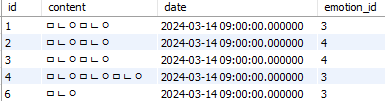 id content date emotion_id
1 ㅁㄴㅇㅁㄴㅇ 2024-03-14 09:00:00.000000 3
2 ㅁㄴㅇㅁㄴㅇ 2024-03-14 09:00:00.000000 4
3 ㅁㄴㅇㅁㄴㅇ 2024-03-14 09:00:00.000000 4
4 ㅁㄴㅇㅁㄴㅇㅁㄴㅇ 2024-03-14 09:00:00.000000 3
6 ㅁㄴㅇ 2024-03-14 09:00:00.000000 3